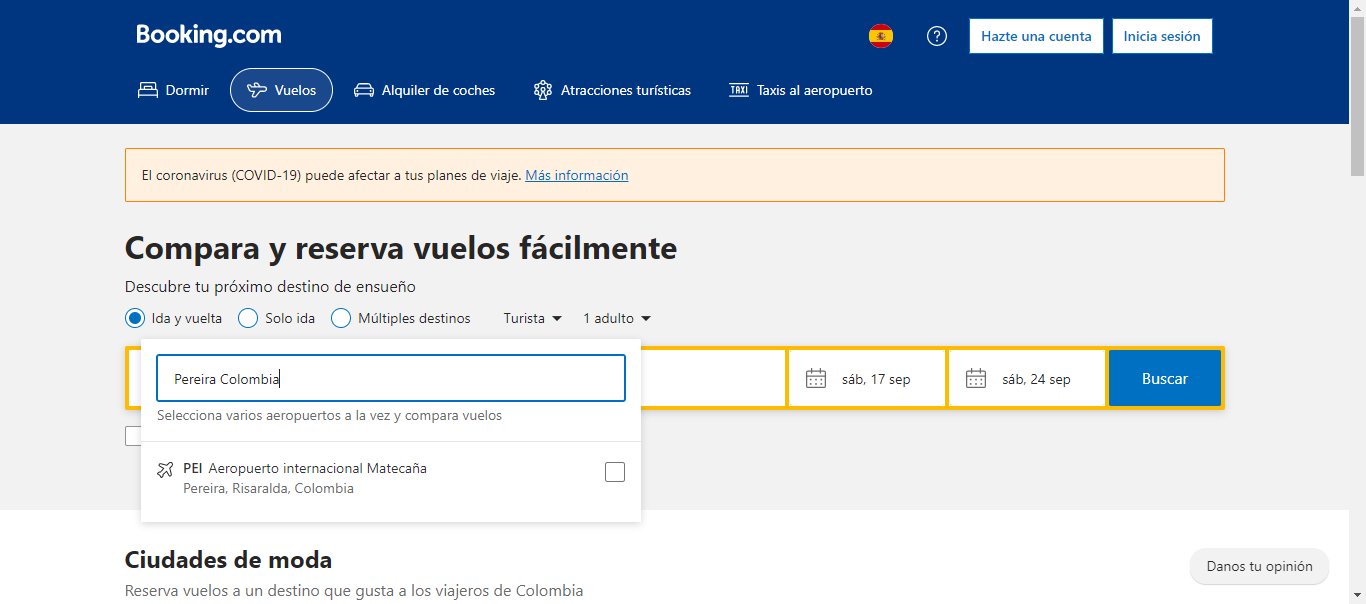 Booking.com
Hazte una cuenta
Inicia sesión
Dormir
Vuelos
Alquiler de coches
Atracciones turísticas
TAXI
Taxis al aeropuerto
El coronavirus (COVID-19) puede afectar a tus planes de viaje. Más información
Compara y reserva vuelos fácilmente
Descubre tu próximo destino de ensueño
Ida y vuelta
Solo ida
Múltiples destinos
Turista
1 adulto
Pereira Colombia
sáb, 17 sep
sáb, 24 sep
Buscar
Selecciona varios aeropuertos a la vez y compara vuelos
PEI Aeropuerto internacional Matecaña
Pereira, Risaralda, Colombia
Ciudades de moda
Reserva vuelos a un destino que gusta a los viajeros de Colombia
Danos tu opinión